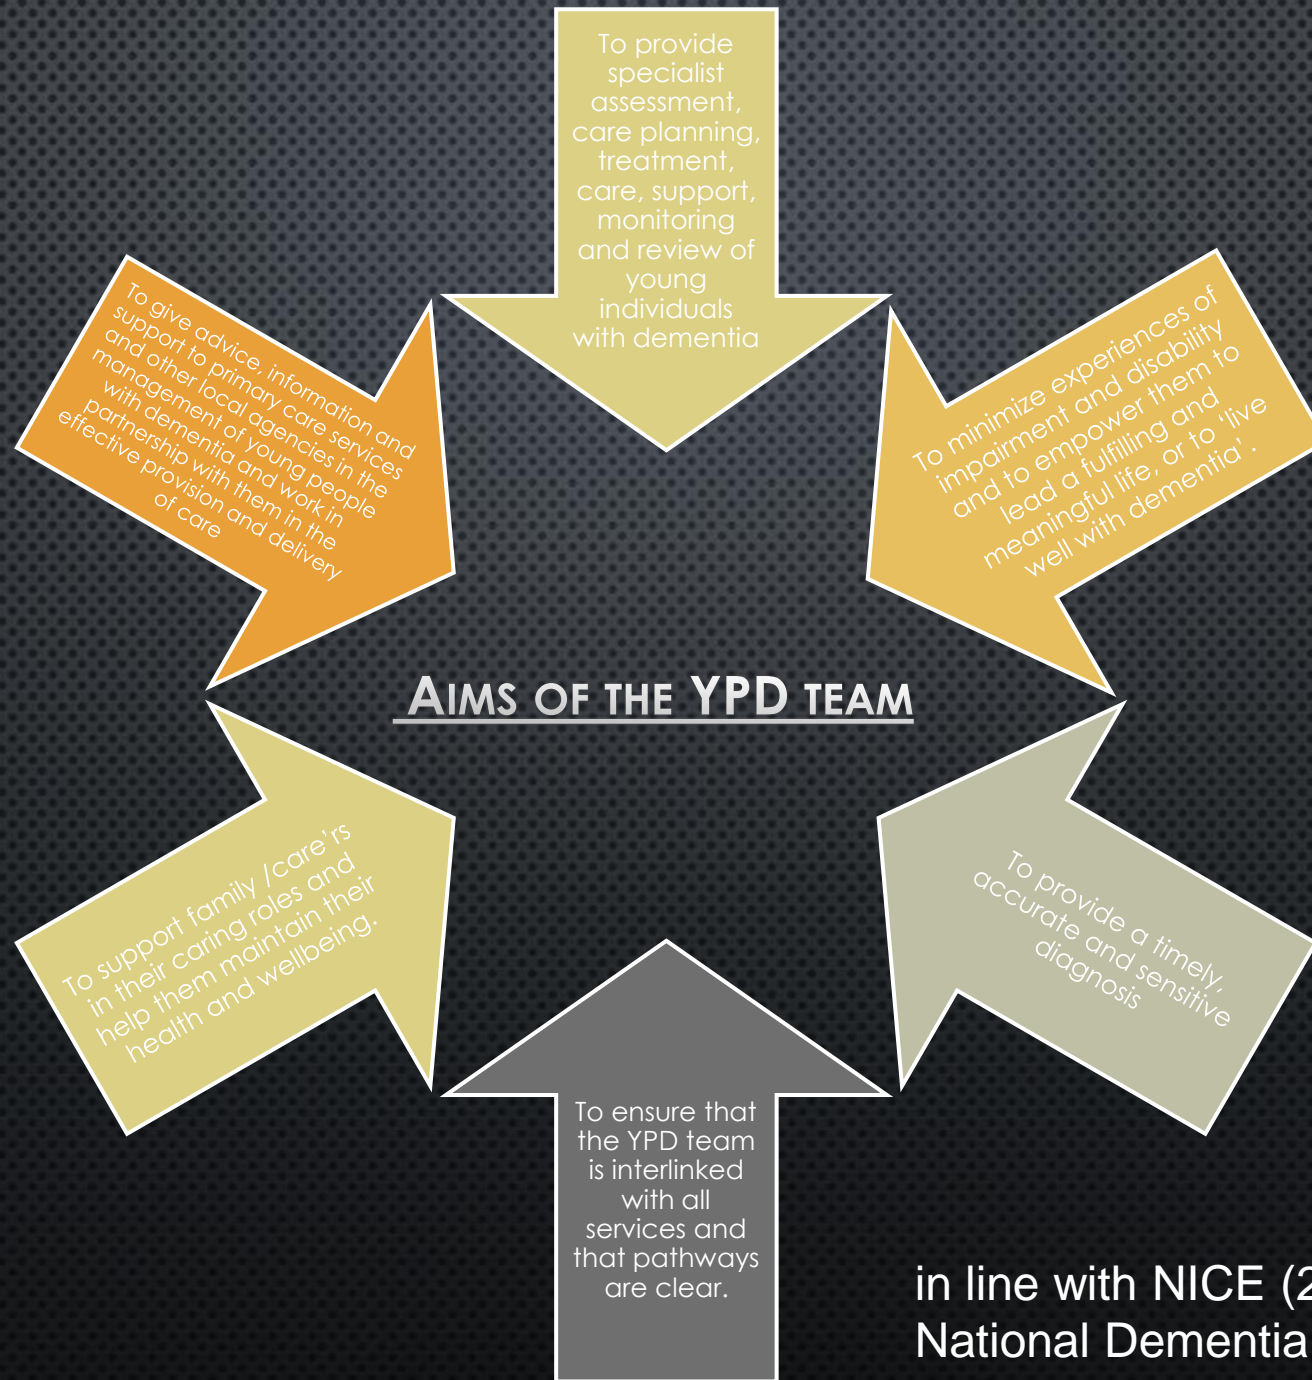 To provide
specialist
assessment,
care planning,
treatment,
care, support,
monitoring
and review of
young
individuals
with dementia
To minimize experiences of
impairment and disability
and to empower them to
lead a fulfilling and
meaningful life, or to ‘live
well with dementia’.
To provide a timely,
accurate and sensitive
diagnosis
To ensure that
the YPD team
is interlinked
with all
services and
that pathways
are clear.
To support family /care’rs
in their caring roles and
help them maintain their
health and wellbeing.
To give advice, information and
support to primary care services
and other local agencies in the
management of young people
with dementia and work in
partnership with them in the
effective provision and delivery
of care
AIMS OF THE YPD TEAM
in line with NICE (2
National Dementia